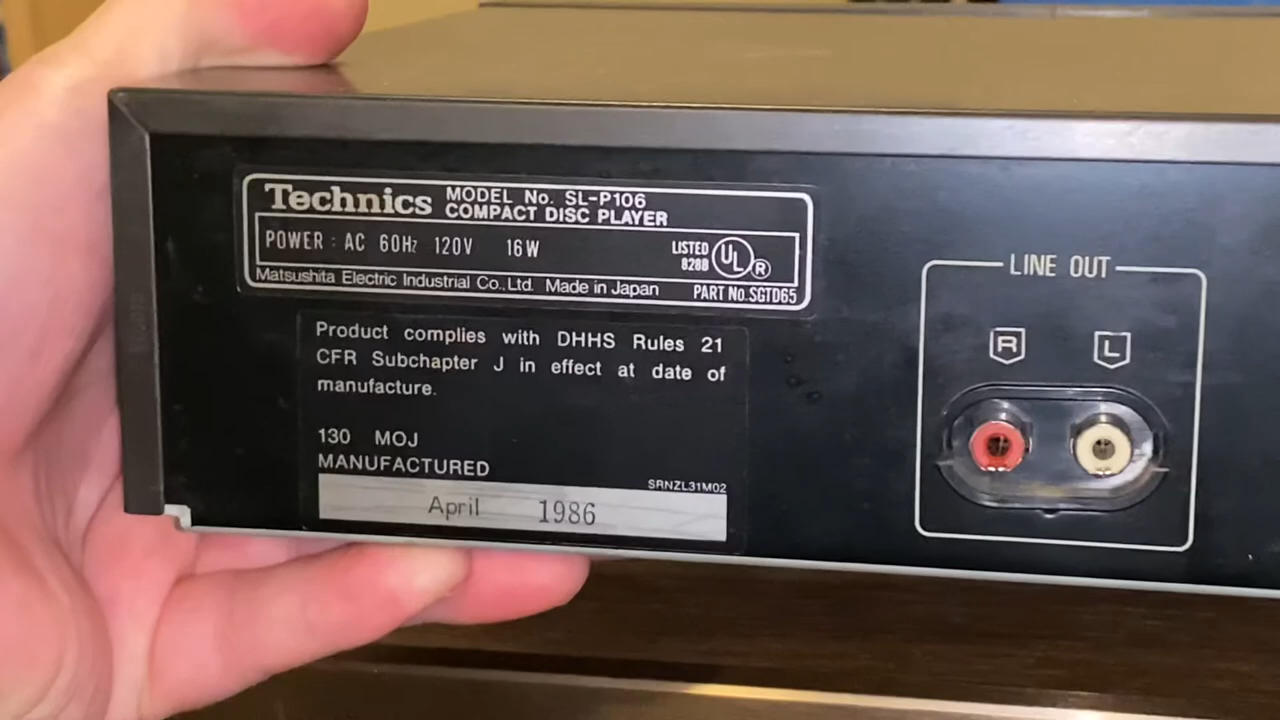 Technics MODEL No. SL-P106
COMPACT DISC PLAYER
POWER : AC 60Hz 120V 16W
LISTED
828B
UL
R
Matsushita Electric Industrial Co., Ltd. Made in Japan
PART No. SGTD65
Product complies with DHHS Rules 21
CFR Subchapter J in effect at date of
manufacture.
130 MOJ
MANUFACTURED
SRNZL31M02
April 1986
LINE OUT
R L